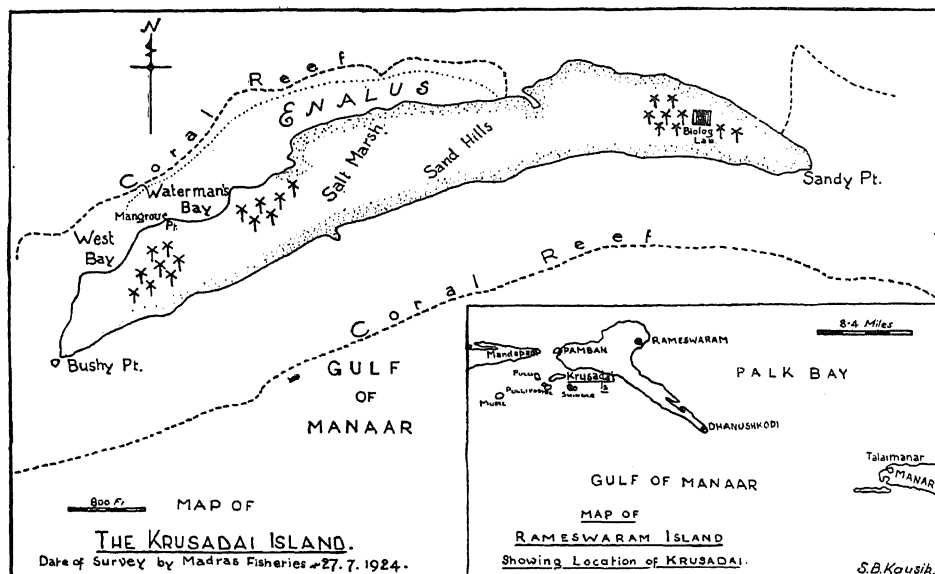 N
Coral Reef
ENALUS
Salt Marsh
Sand Hills
Biolog
Lab
Sandy Pt.
Waterman's
Bay
Mangrove
Pt.
West
Bay
Bushy Pt.
Coral Reef
GULF
OF
MANAAR
800 Ft
MAP OF
THE KRUSADAI ISLAND.
Date of Survey by Madras Fisheries 27.7.1924.
8.4 Miles
Mandapam
PAMBAN
RAMESWARAM
PALK BAY
Krusadai
Is
DHANUSHKODI
Talaimanar
MANAR
GULF OF MANAAR
MAP OF
RAMESWARAM ISLAND
Showing Location of KRUSADAI.
S.B. Kausik.